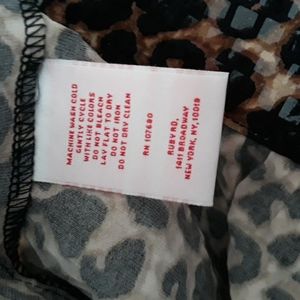 MACHINE WASH COLD
GENTLY CYCLE
WITH LIKE COLORS
DO NOT BLEACH
LAY FLAT TO DRY
DO NOT IRON
DO NOT DRY CLEAN
RN 107690
RUBY RD.
1411 BROADWAY
NEW YORK, NY, 10018